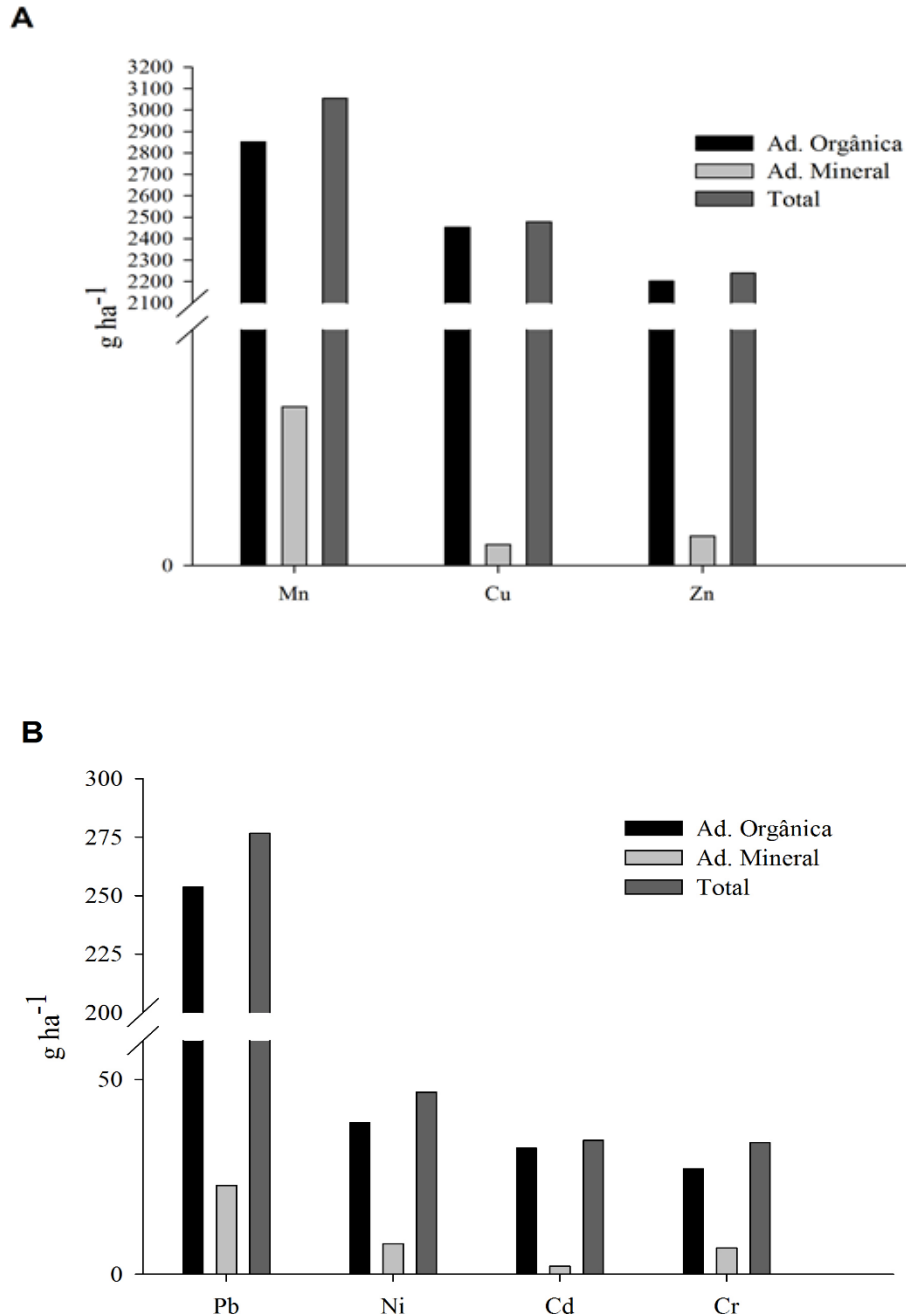 A
3200
3100
3000
2900
2800
2700
2600
2500
2400
2300
2200
2100
0
g ha-1
Ad. Orgânica
Ad. Mineral
Total
Mn Cu Zn
B
300
275
250
225
200
50
0
g ha-1
Ad. Orgânica
Ad. Mineral
Total
Pb Ni Cd Cr